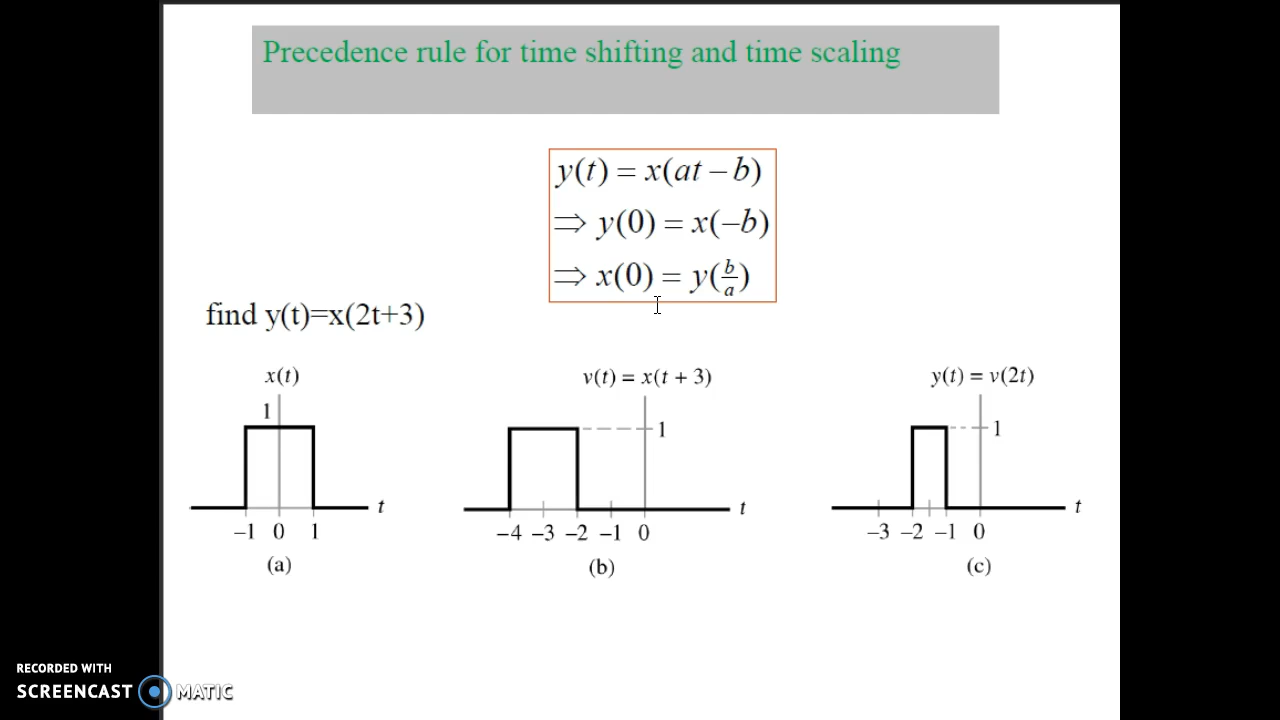 Precedence rule for time shifting and time scaling
y(t) = x(at − b)
⇒ y(0) = x(−b)
⇒ x(0) = y(b/a)
find y(t)=x(2t+3)
x(t)
v(t) = x(t + 3)
y(t) = v(2t)
1
1
1
t
t
t
−1 0 1
−4 −3 −2 −1 0
−3 −2 −1 0
(a)
(b)
(c)
RECORDED WITH
SCREENCAST MATIC